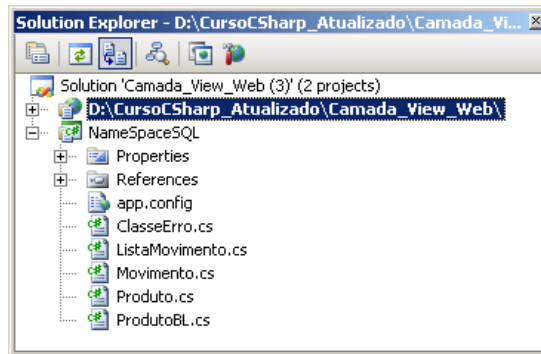 Solution Explorer - D:\CursoCSharp_Atualizado\Camada_Vi...
Solution 'Camada_View_Web (3)' (2 projects)
D:\CursoCSharp_Atualizado\Camada_View_Web\
NameSpaceSQL
Properties
References
app.config
ClasseErro.cs
ListaMovimento.cs
Movimento.cs
Produto.cs
ProdutoBL.cs